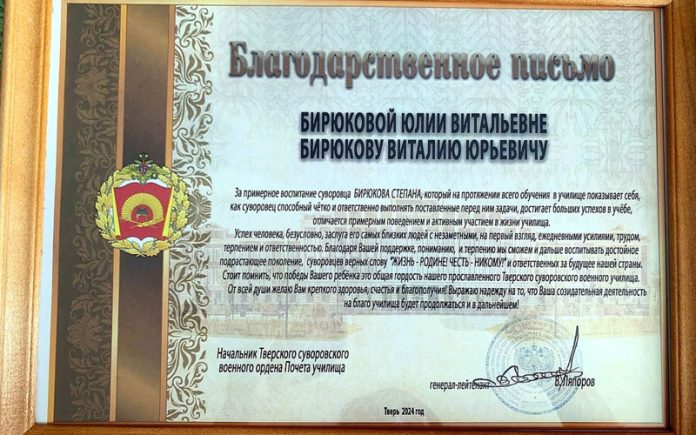 Благодарственное письмо
БИРЮКОВОЙ ЮЛИИ ВИТАЛЬЕВНЕ
БИРЮКОВУ ВИТАЛИЮ ЮРЬЕВИЧУ
За примерное воспитание суворовца БИРЮКОВА СТЕПАНА, который на протяжении всего обучения в училище показывает себя,
как суворовец способный чётко и ответственно выполнять поставленные перед ним задачи, достигает больших успехов в учёбе,
отличается примерным поведением и активным участием в жизни училища.
Успех человека, безусловно, заслуга его самых близких людей с незаметными, на первый взгляд, ежедневными усилиями, трудом,
терпением и ответственностью. Благодаря Вашей поддержке, пониманию, и терпению мы сможем и дальше воспитывать достойное
подрастающее поколение, суворовцев верных слову "ЖИЗНЬ - РОДИНЕ! ЧЕСТЬ - НИКОМУ!" и ответственных за будущее нашей страны.
Стоит помнить, что победы Вашего ребёнка это общая гордость нашего прославленного Тверского суворовского военного училища.
От всей души желаю Вам крепкого здоровья, счастья и благополучия! Выражаю надежду на то, что Ваша созидательная деятельность
на благо училища будет продолжаться и в дальнейшем!
Начальник Тверского суворовского
военного ордена Почета училища
генерал-лейтенант В.Ляпоров
Тверь 2024 год